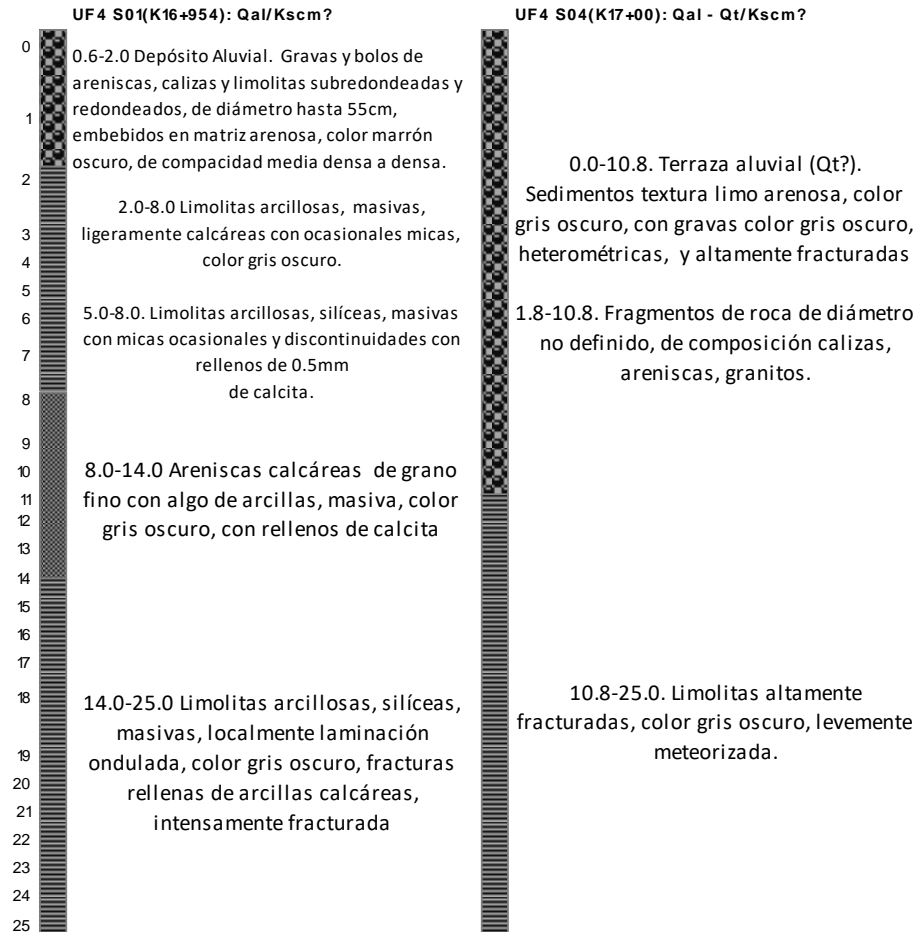 UF4 S01(K16+954): Qal/Kscm?
0
1
2
3
4
5
6
7
8
9
10
11
12
13
14
15
16
17
18
19
20
21
22
23
24
25
0.6-2.0 Depósito Aluvial. Gravas y bolos de
areniscas, calizas y limolitas subredondeadas y
redondeados, de diámetro hasta 55cm,
embebidos en matriz arenosa, color marrón
oscuro, de compacidad media densa a densa.
2.0-8.0 Limolitas arcillosas, masivas,
ligeramente calcáreas con ocasionales micas,
color gris oscuro.
5.0-8.0. Limolitas arcillosas, silíceas, masivas
con micas ocasionales y discontinuidades con
rellenos de 0.5mm
de calcita.
8.0-14.0 Areniscas calcáreas de grano
fino con algo de arcillas, masiva, color
gris oscuro, con rellenos de calcita
14.0-25.0 Limolitas arcillosas, silíceas,
masivas, localmente laminación
ondulada, color gris oscuro, fracturas
rellenas de arcillas calcáreas,
intensamente fracturada
UF4 S04(K17+00): Qal - Qt/Kscm?
0.0-10.8. Terraza aluvial (Qt?).
Sedimentos textura limo arenosa, color
gris oscuro, con gravas color gris oscuro,
heterométricas, y altamente fracturadas
1.8-10.8. Fragmentos de roca de diámetro
no definido, de composición calizas,
areniscas, granitos.
10.8-25.0. Limolitas altamente
fracturadas, color gris oscuro, levemente
meteorizada.